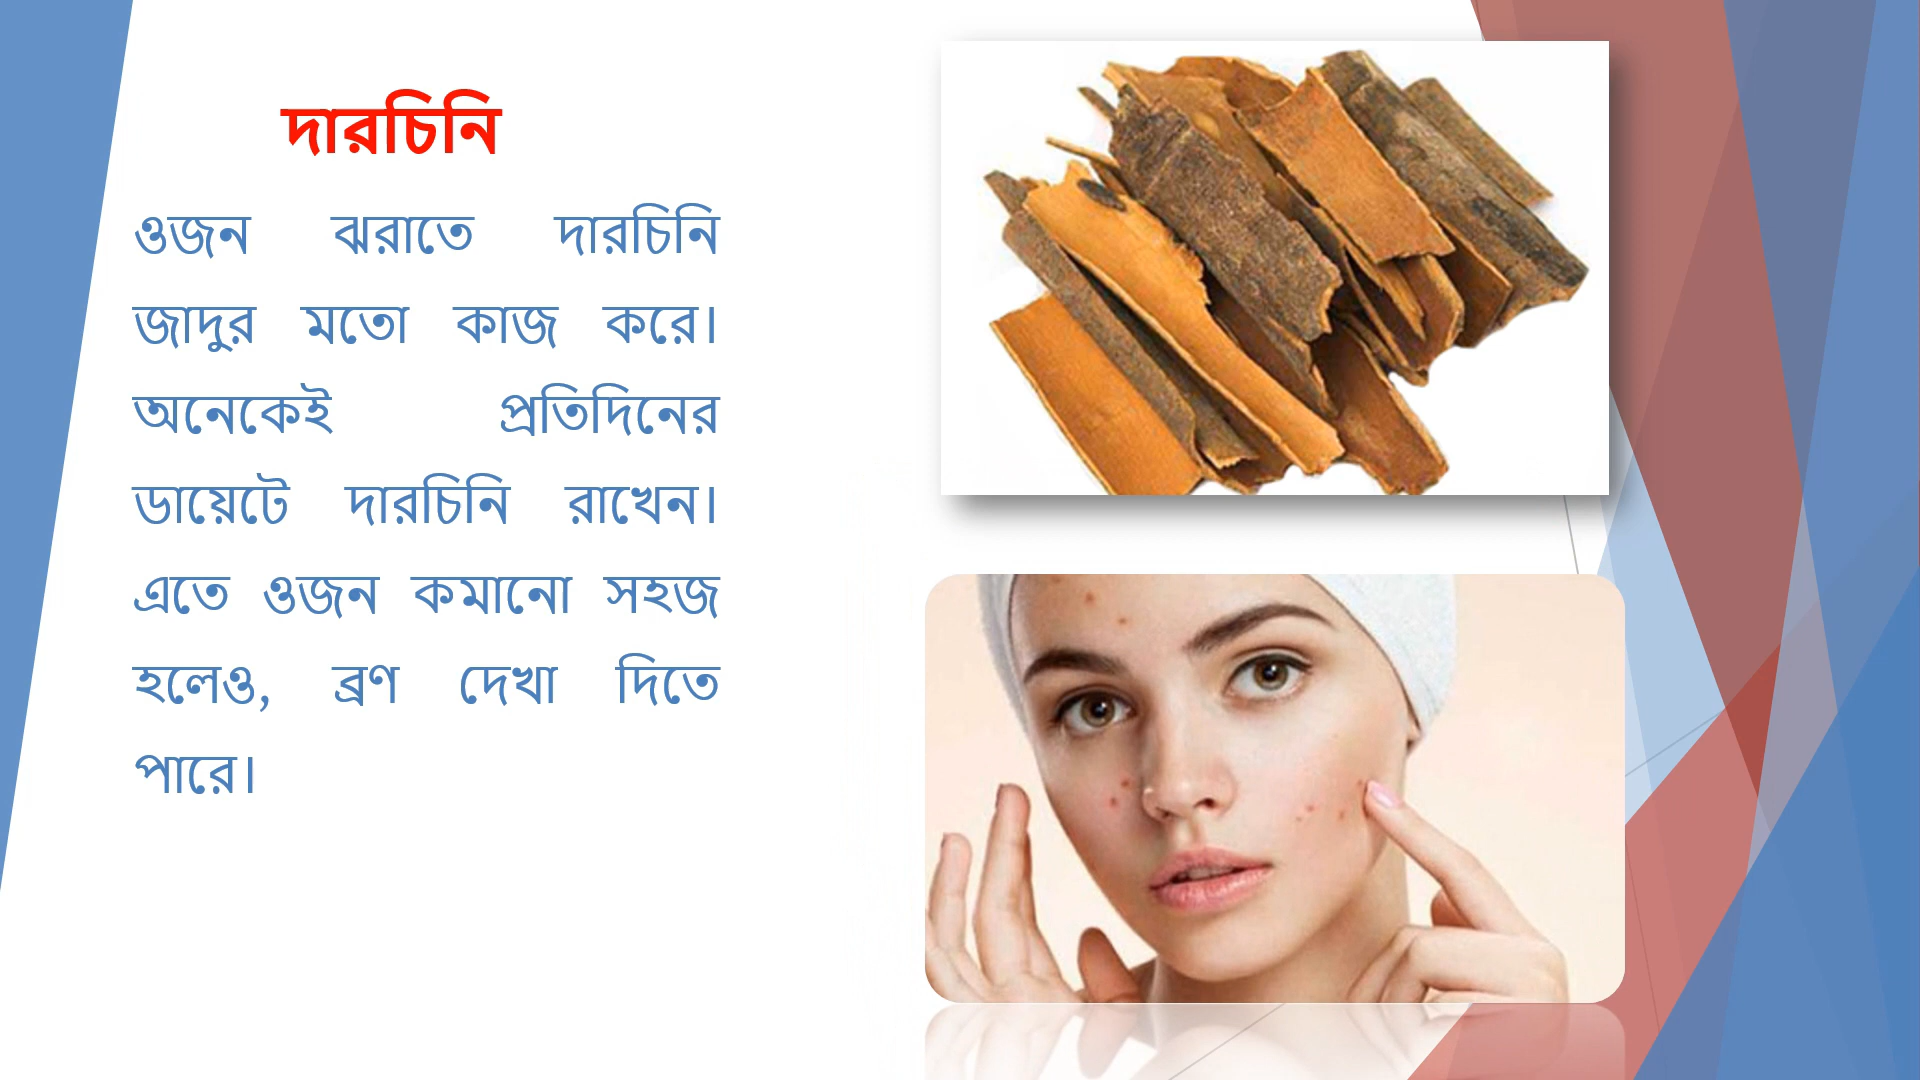 দারচিনি
ওজন ঝরাতে দারচিনি
জাদুর মতো কাজ করে।
অনেকেই প্রতিদিনের
ডায়েটে দারচিনি রাখেন।
এতে ওজন কমানো সহজ
হলেও, ব্রণ দেখা দিতে
পারে।